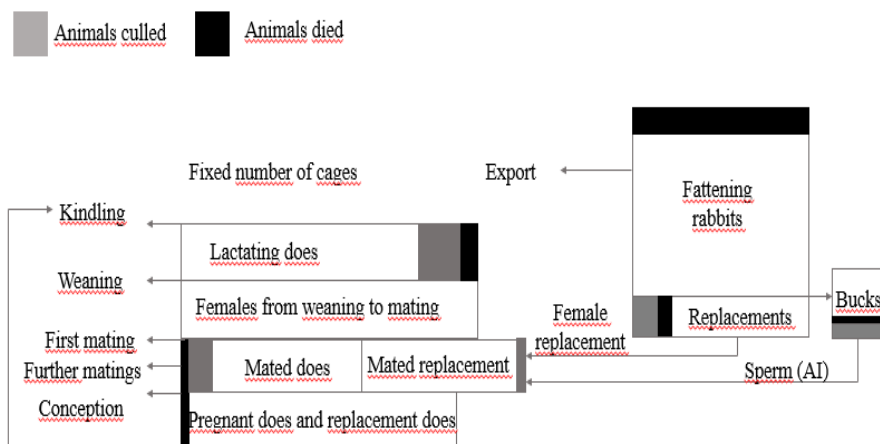 Animals culled
Animals died
Fixed number of cages
Export
Fattening
rabbits
Kindling
Lactating does
Weaning
Females from weaning to mating
Female
replacement
Replacements
Bucks
First mating
Further matings
Mated does
Mated replacement
Sperm (AI)
Conception
Pregnant does and replacement does